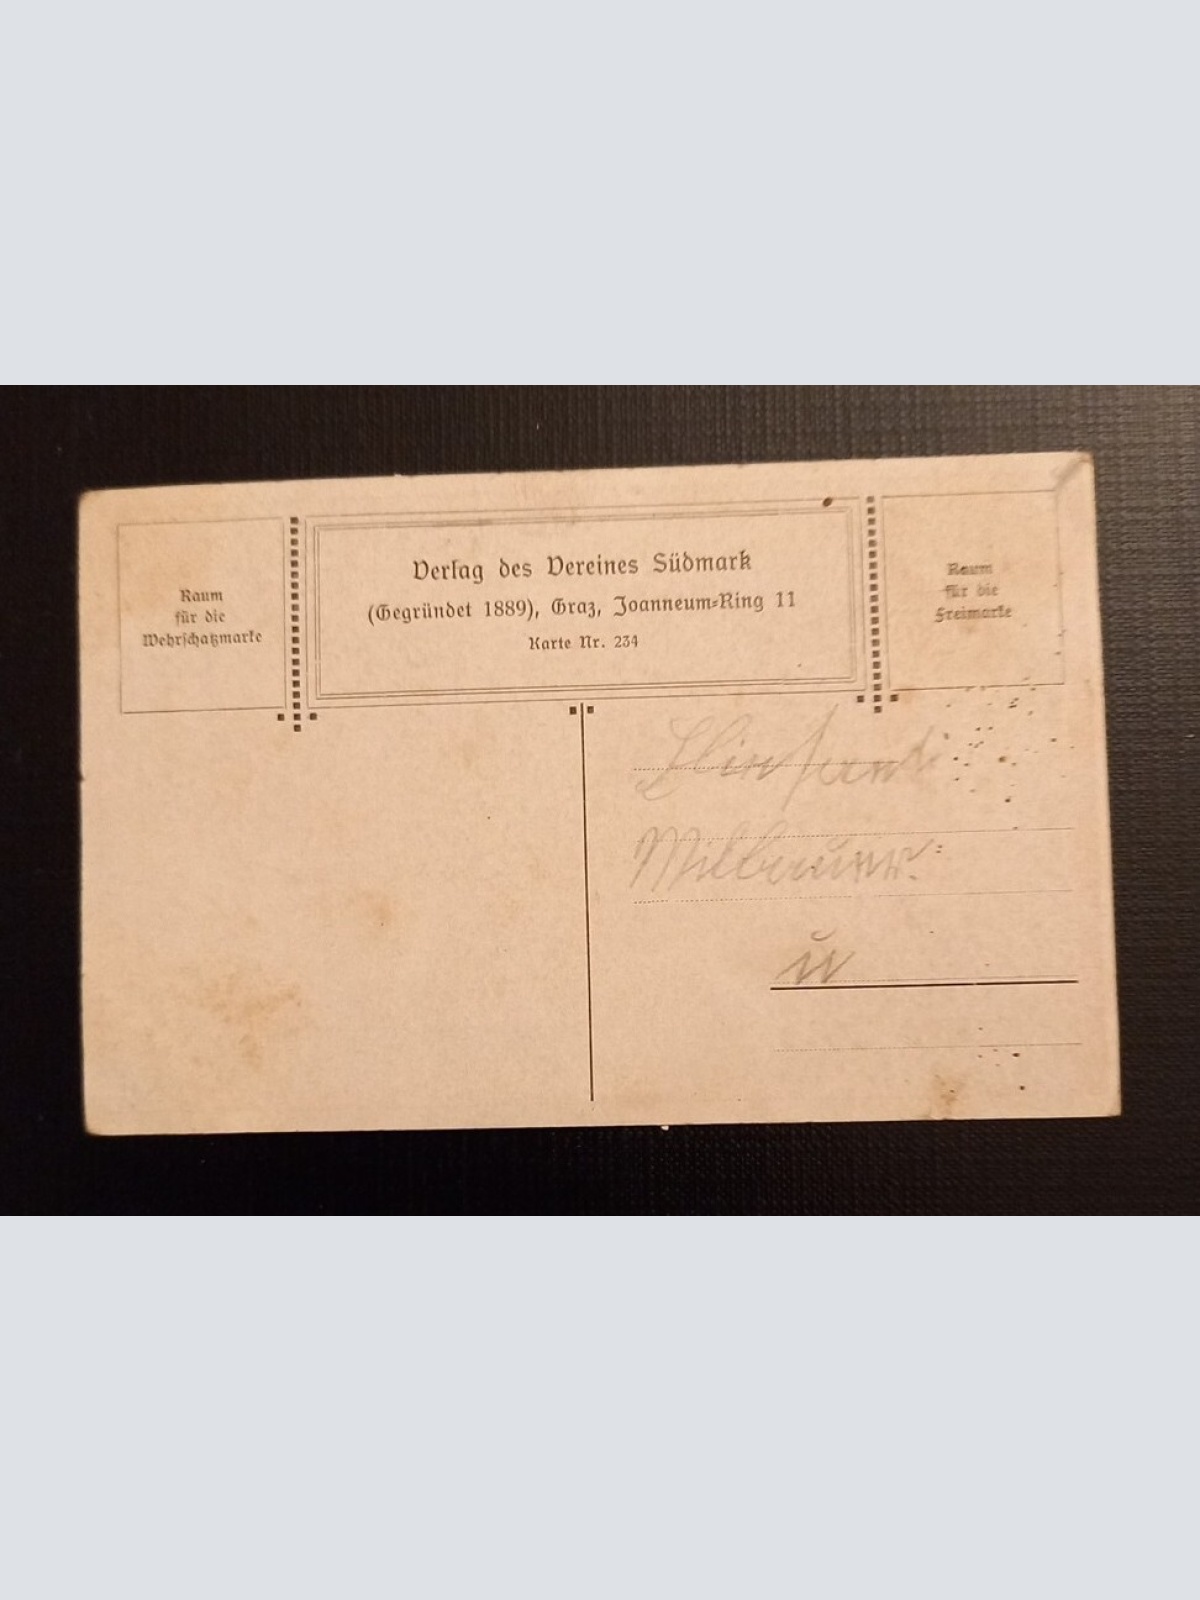 Raum
für die
Wehrschatzmarke
Verlag des Vereines Südmark
(Gegründet 1889), Graz, Joanneum=Ring 11
Karte Nr. 234
Raum
für die
Freimarke